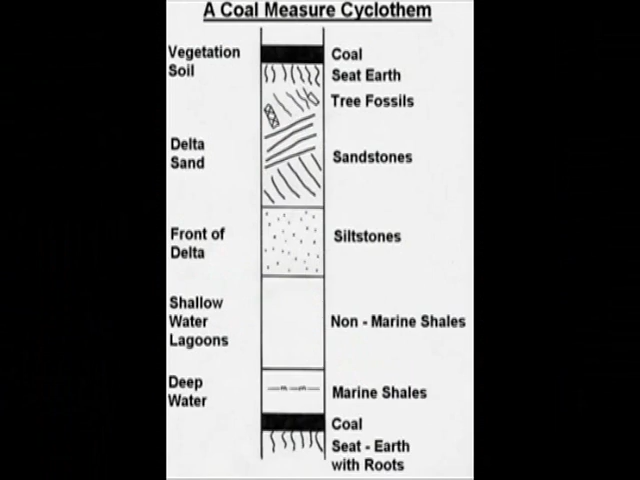 A Coal Measure Cyclothem
Vegetation
Soil
Coal
Seat Earth
Tree Fossils
Delta
Sand
Sandstones
Front of
Delta
Siltstones
Shallow
Water
Lagoons
Non - Marine Shales
Deep
Water
Marine Shales
Coal
Seat - Earth
with Roots